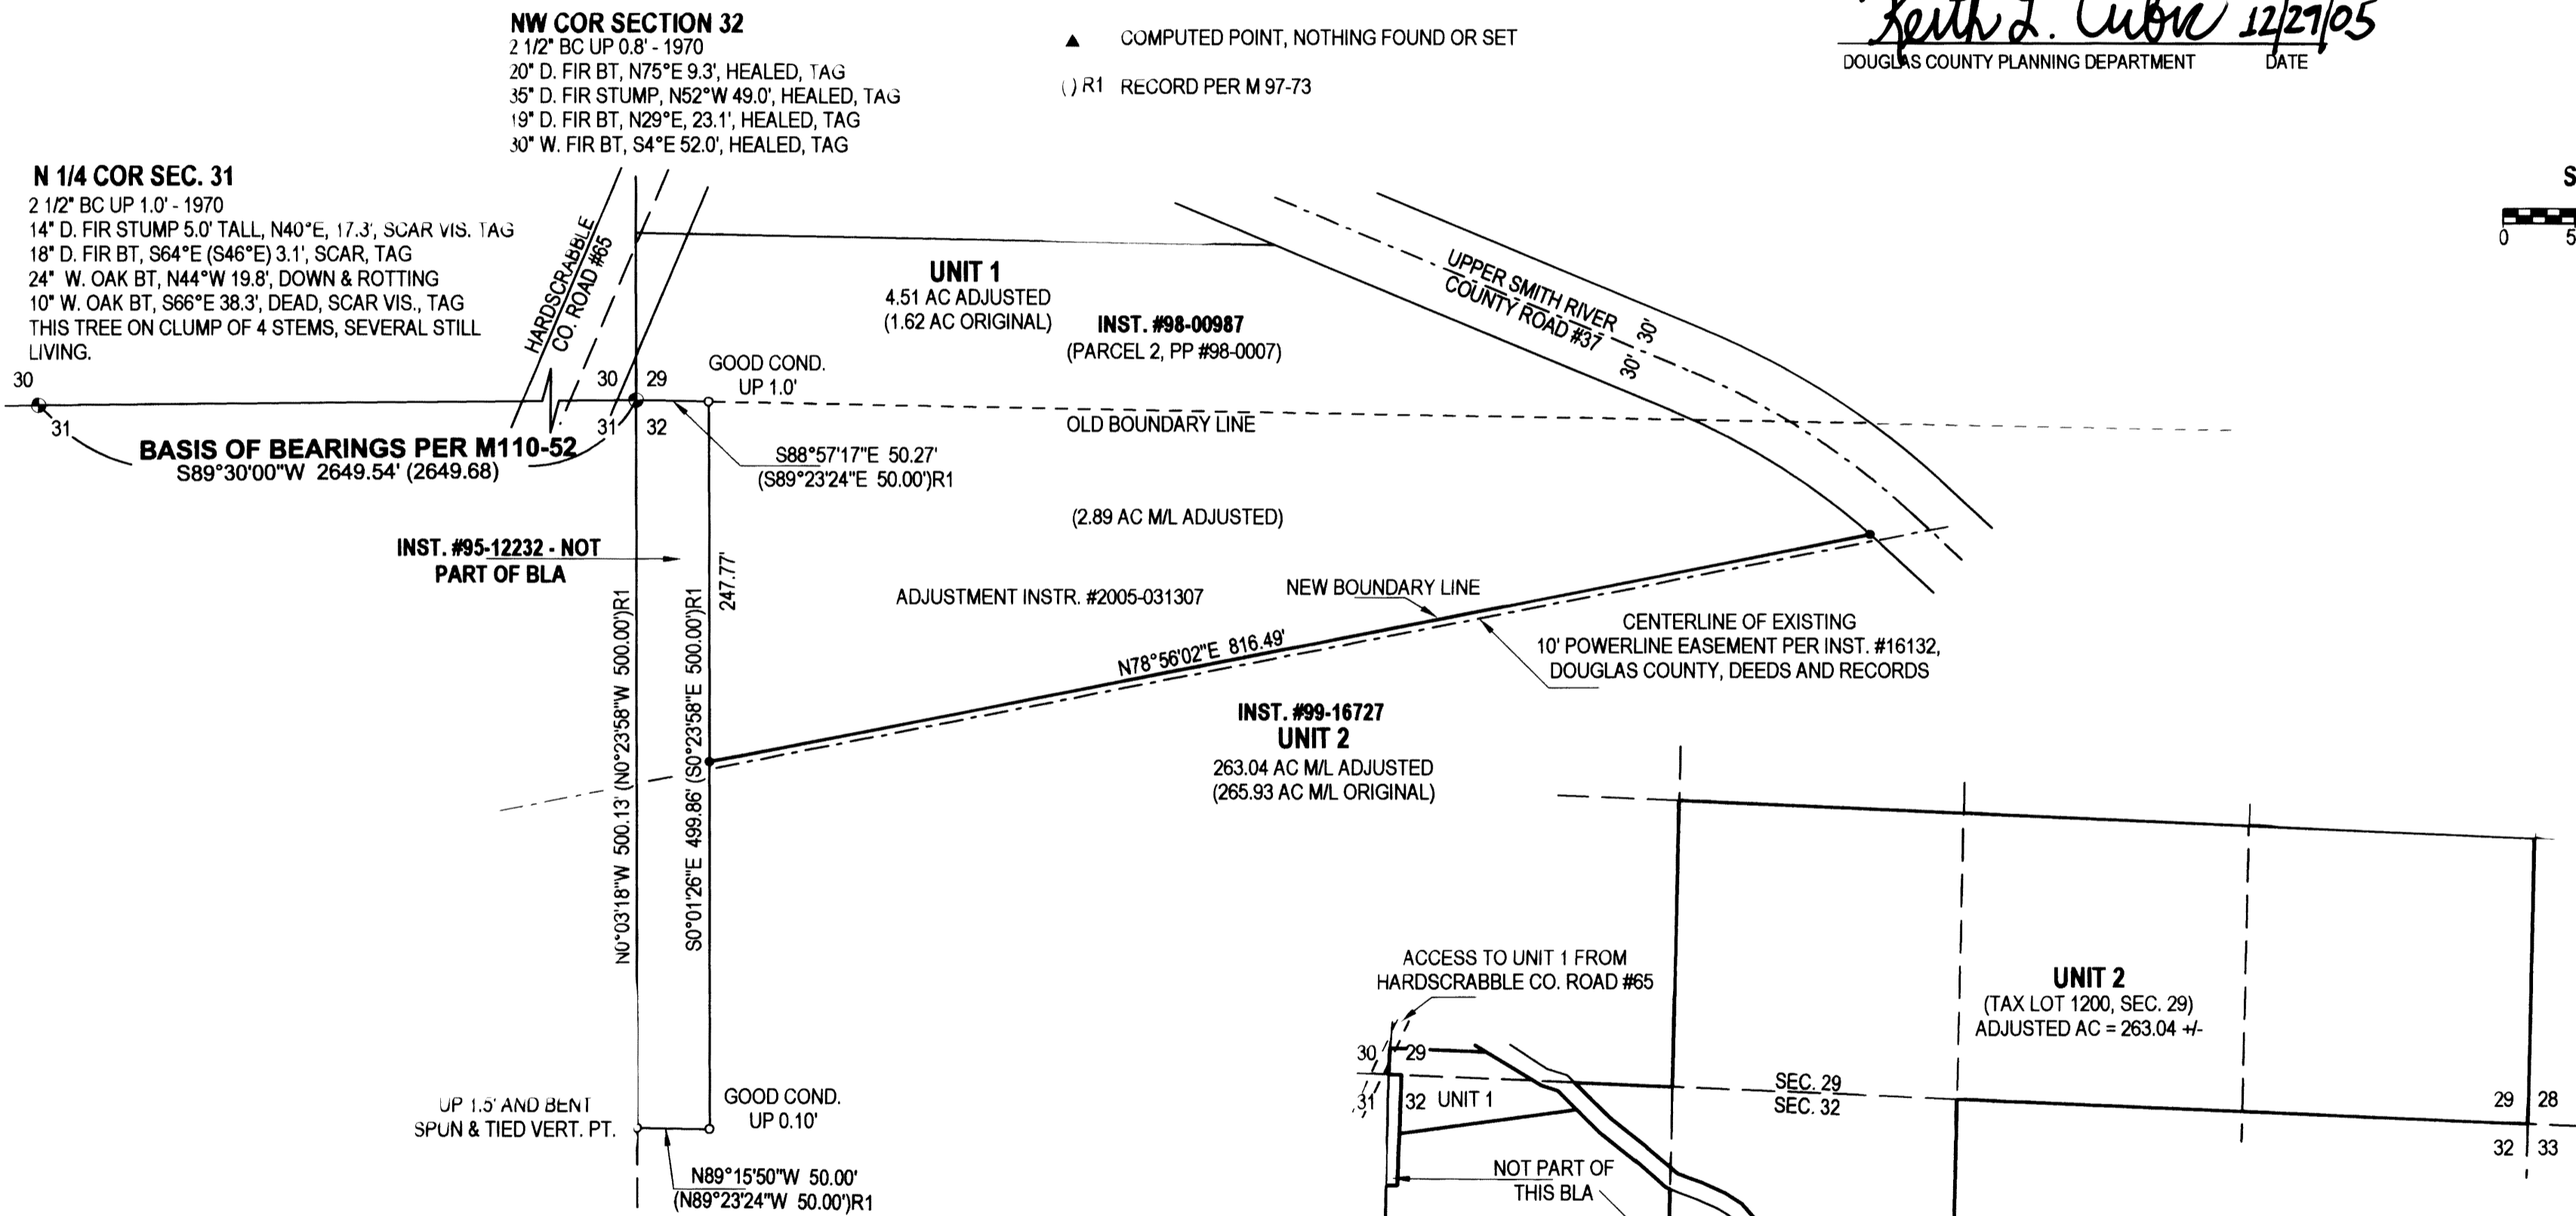 NW COR SECTION 32
2 1/2" BC UP 0.8' - 1970
20" D. FIR BT, N75°E 9.3', HEALED, TAG
35" D. FIR STUMP, N52°W 49.0', HEALED, TAG
19" D. FIR BT, N29°E, 23.1', HEALED, TAG
30" W. FIR BT, S4°E 52.0', HEALED, TAG
▲ COMPUTED POINT, NOTHING FOUND OR SET
( ) R1 RECORD PER M 97-73
Keith L. Cubic 12/27/05
DOUGLAS COUNTY PLANNING DEPARTMENT DATE
N 1/4 COR SEC. 31
2 1/2" BC UP 1.0' - 1970
14" D. FIR STUMP 5.0' TALL, N40°E, 17.3', SCAR VIS. TAG
18" D. FIR BT, S64°E (S46°E) 3.1', SCAR, TAG
24" W. OAK BT, N44°W 19.8', DOWN & ROTTING
10" W. OAK BT, S66°E 38.3', DEAD, SCAR VIS., TAG
THIS TREE ON CLUMP OF 4 STEMS, SEVERAL STILL
LIVING.
S
0 5
HARDSCRABBLE
CO. ROAD #65
UNIT 1
4.51 AC ADJUSTED
(1.62 AC ORIGINAL)
INST. #98-00987
(PARCEL 2, PP #98-0007)
UPPER SMITH RIVER
COUNTY ROAD #37
30'
30'
GOOD COND.
UP 1.0'
30
31
30 29
31 32
OLD BOUNDARY LINE
BASIS OF BEARINGS PER M110-52
S89°30'00"W 2649.54' (2649.68)
S88°57'17"E 50.27'
(S89°23'24"E 50.00')R1
(2.89 AC M/L ADJUSTED)
INST. #95-12232 - NOT
PART OF BLA
247.77'
ADJUSTMENT INSTR. #2005-031307
NEW BOUNDARY LINE
N78°56'02"E 816.49'
CENTERLINE OF EXISTING
10' POWERLINE EASEMENT PER INST. #16132,
DOUGLAS COUNTY, DEEDS AND RECORDS
N0°03'18"W 500.13' (N0°23'58"W 500.00')R1
S0°01'26"E 499.86' (S0°23'58"E 500.00')R1
INST. #99-16727
UNIT 2
263.04 AC M/L ADJUSTED
(265.93 AC M/L ORIGINAL)
UP 1.5' AND BENT
SPUN & TIED VERT. PT.
GOOD COND.
UP 0.10'
N89°15'50"W 50.00'
(N89°23'24"W 50.00')R1
ACCESS TO UNIT 1 FROM
HARDSCRABBLE CO. ROAD #65
30 29
31 32 UNIT 1
NOT PART OF
THIS BLA
SEC. 29
SEC. 32
UNIT 2
(TAX LOT 1200, SEC. 29)
ADJUSTED AC = 263.04 +/-
29 28
32 33